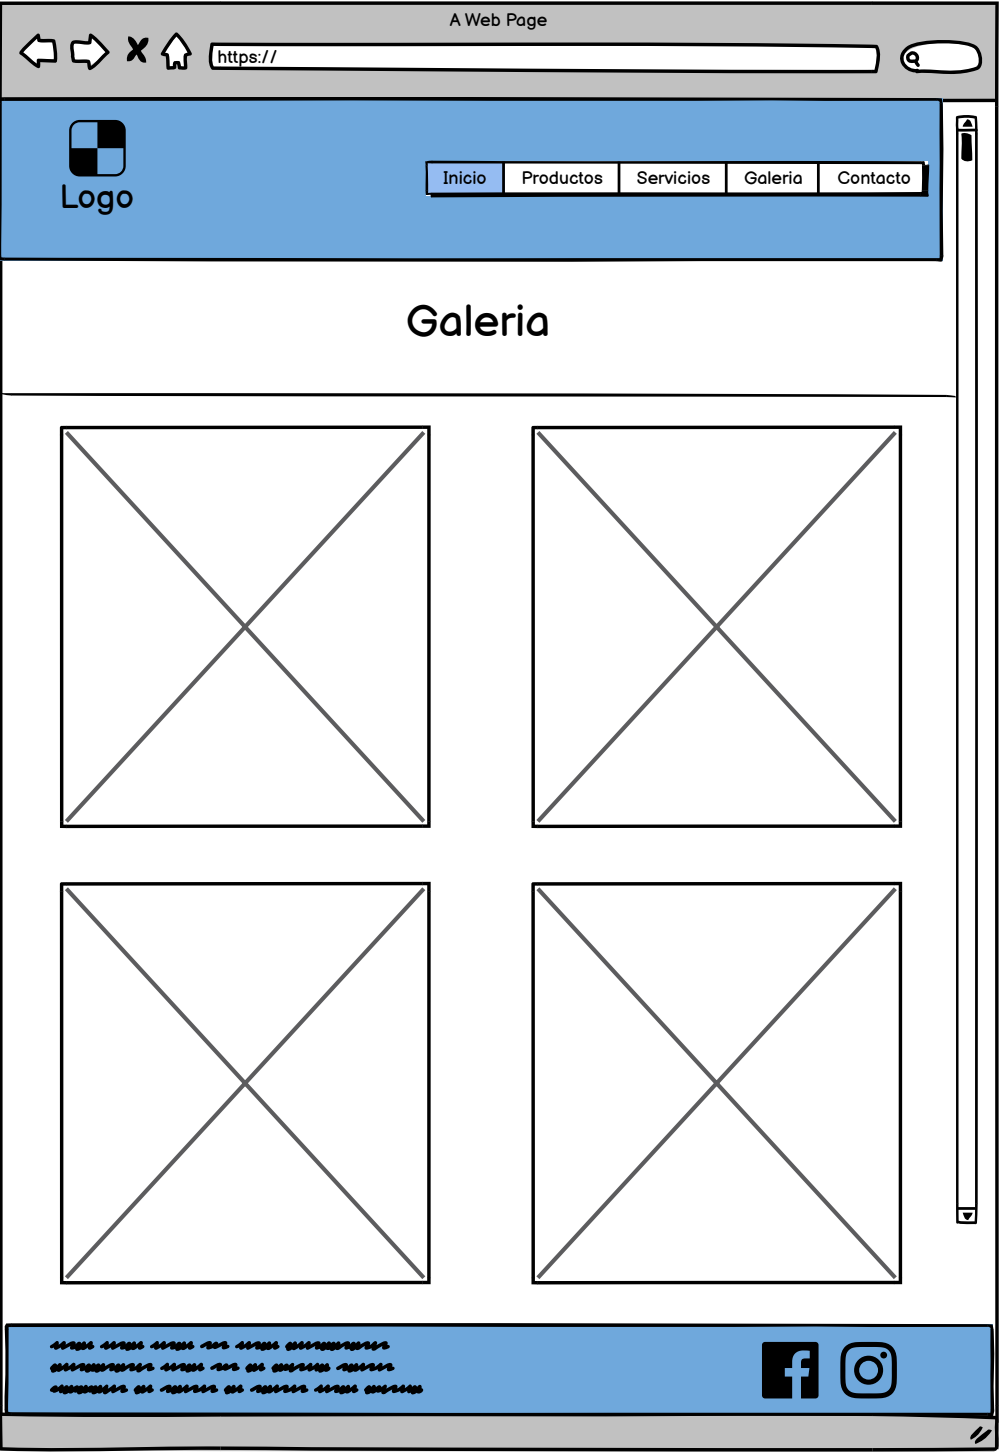 A Web Page
https://
Logo
Inicio Productos Servicios Galeria Contacto
Galeria